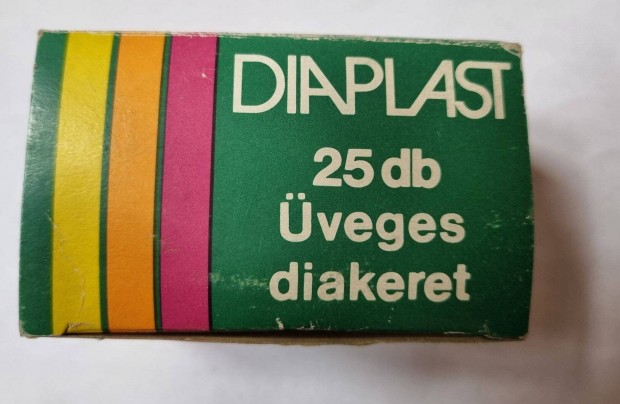 DIAPLAST
25 db
Üveges
diakeret